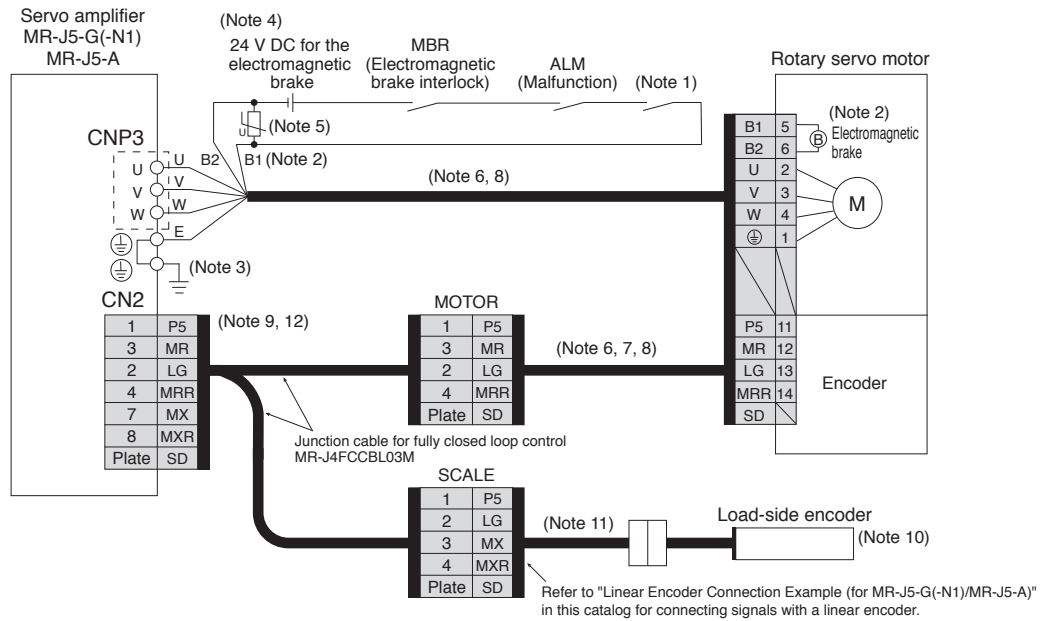 Servo amplifier
MR-J5-G(-N1)
MR-J5-A
(Note 4)
24 V DC for the
electromagnetic
brake
MBR
(Electromagnetic
brake interlock)
ALM
(Malfunction)
(Note 1)
Rotary servo motor
U
(Note 5)
CNP3
U
V
W
U
V
W
E
B2
B1 (Note 2)
(Note 3)
(Note 6, 8)
B1 5
B2 6
U 2
V 3
W 4
1
(Note 2)
B
Electromagnetic
brake
M
CN2
1 P5
3 MR
2 LG
4 MRR
7 MX
8 MXR
Plate SD
(Note 9, 12)
MOTOR
1 P5
3 MR
2 LG
4 MRR
Plate SD
(Note 6, 7, 8)
P5 11
MR 12
LG 13
MRR 14
SD
Encoder
Junction cable for fully closed loop control
MR-J4FCCBL03M
SCALE
1 P5
2 LG
3 MX
4 MXR
Plate SD
(Note 11)
Load-side encoder
(Note 10)
Refer to "Linear Encoder Connection Example (for MR-J5-G(-N1)/MR-J5-A)"
in this catalog for connecting signals with a linear encoder.